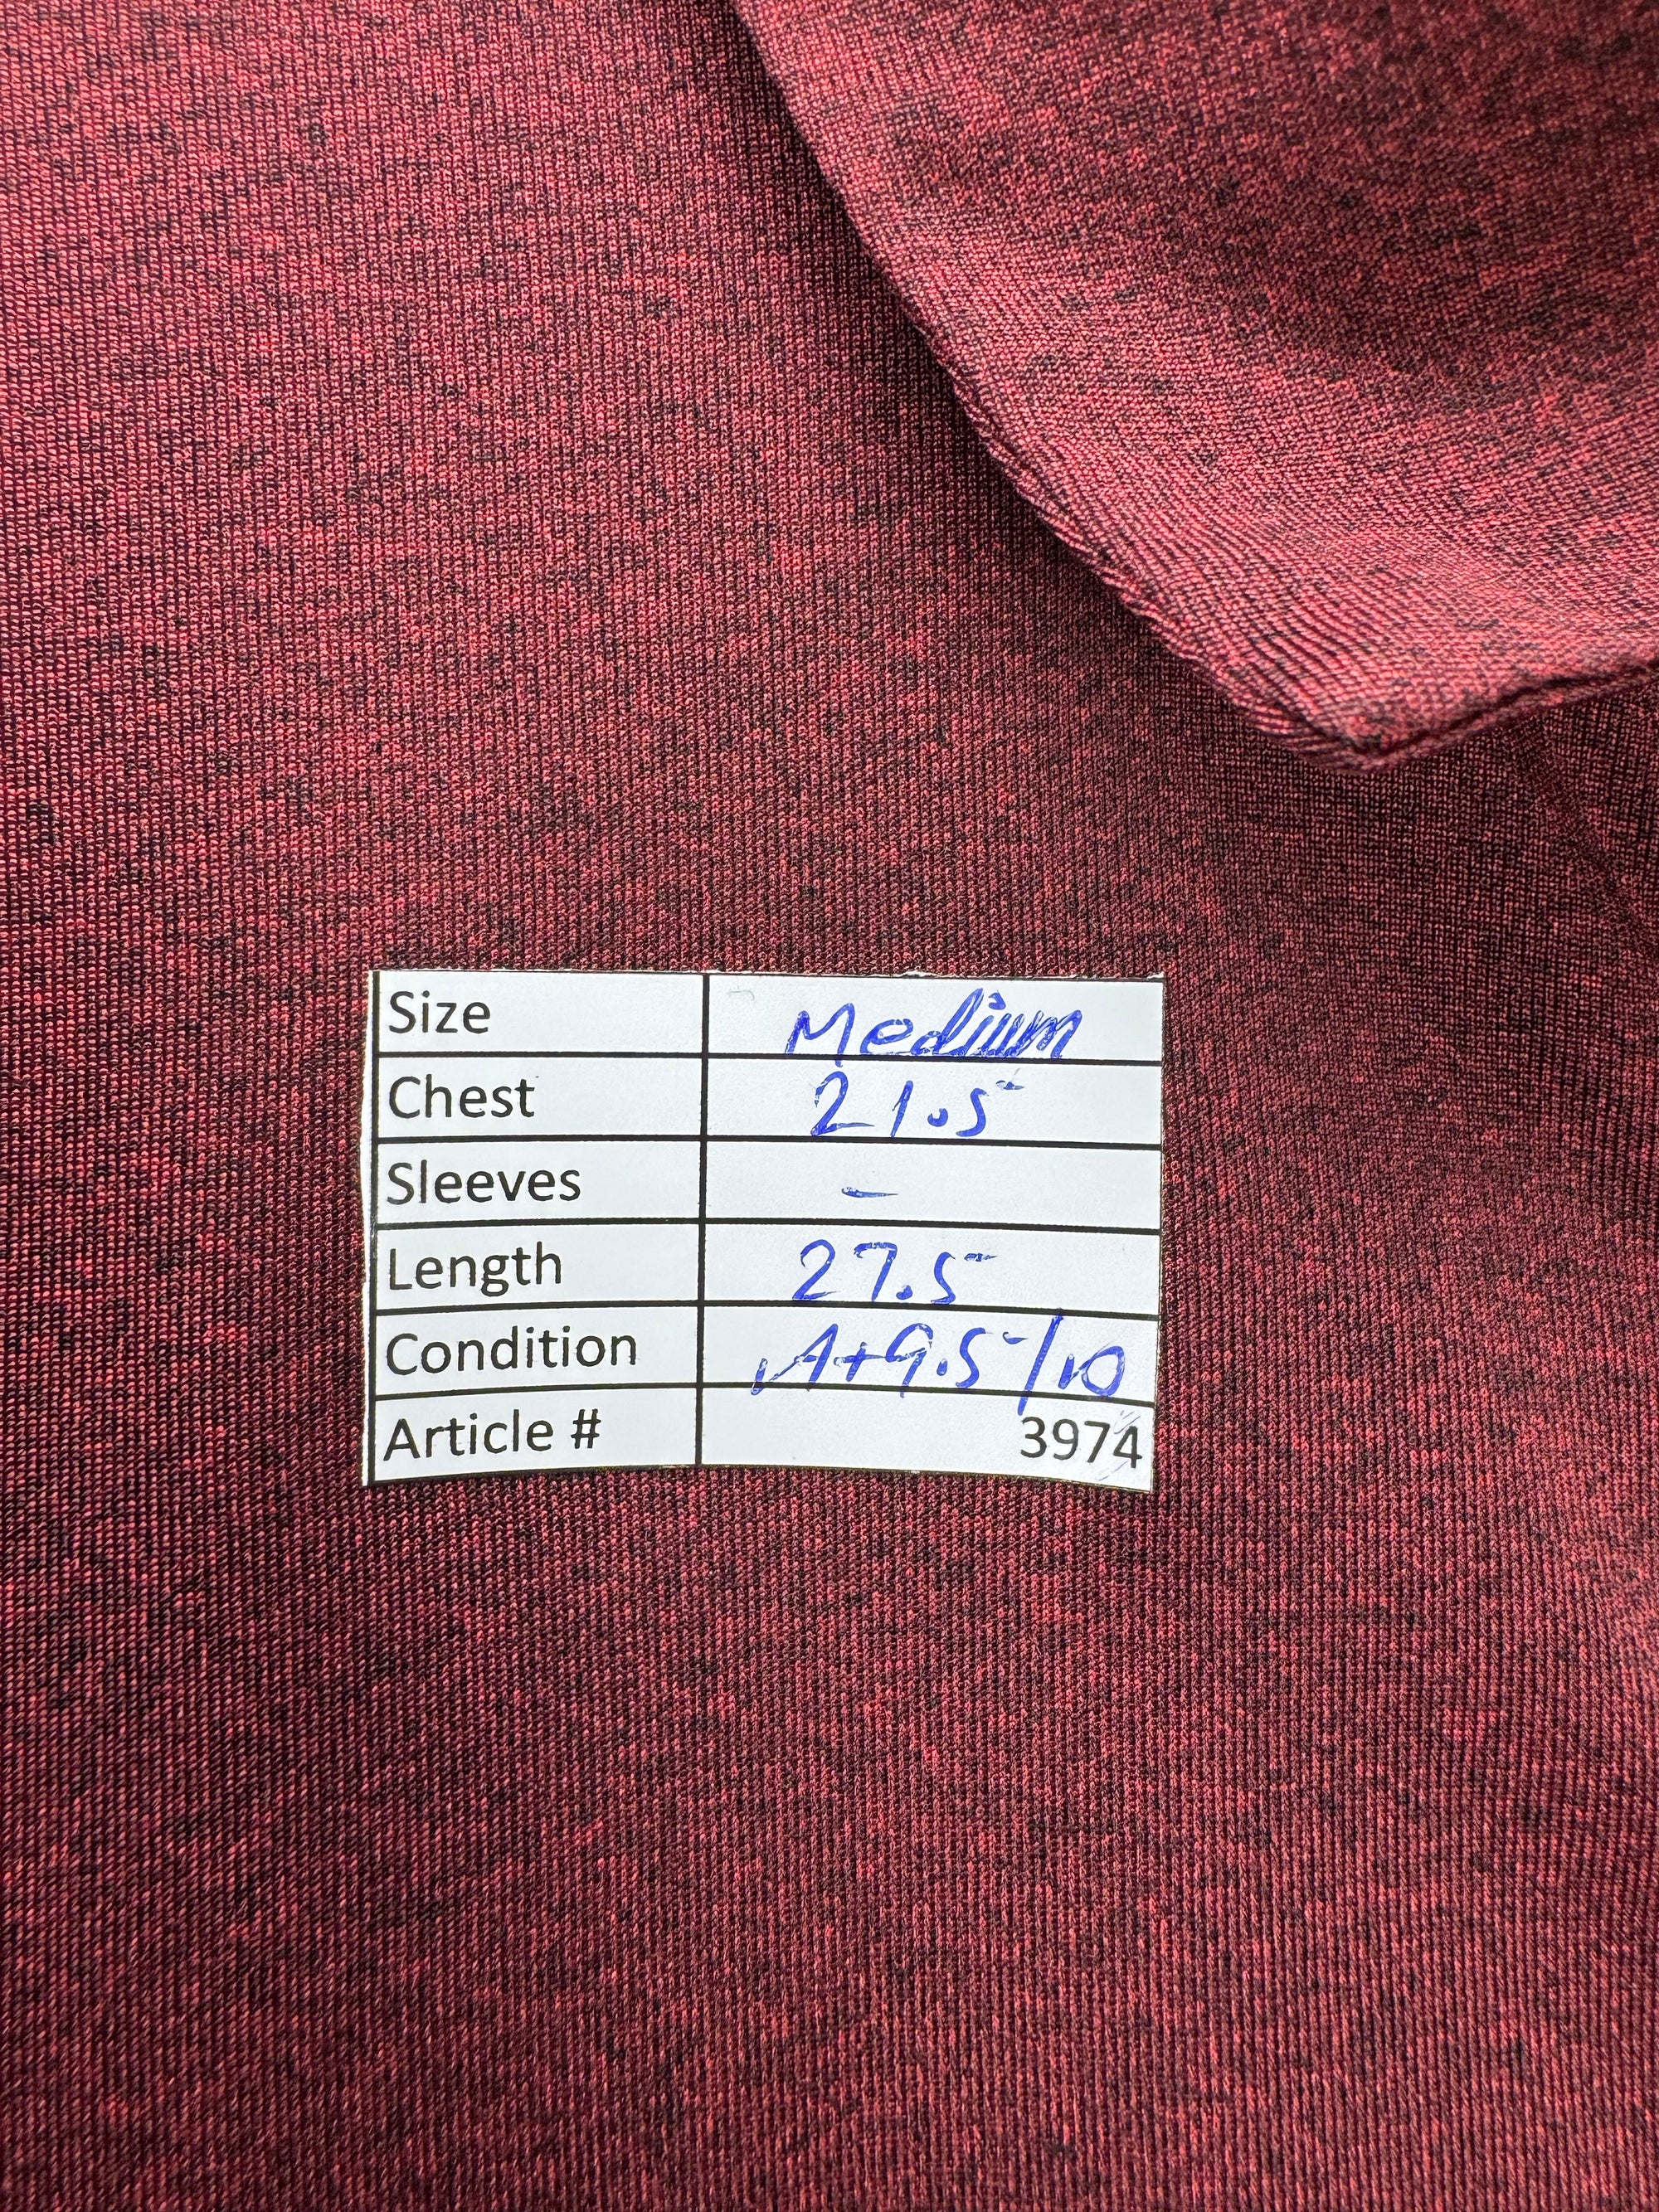 Size Medium
Chest 21.5
Sleeves -
Length 27.5
Condition A+9.5/10
Article # 3974